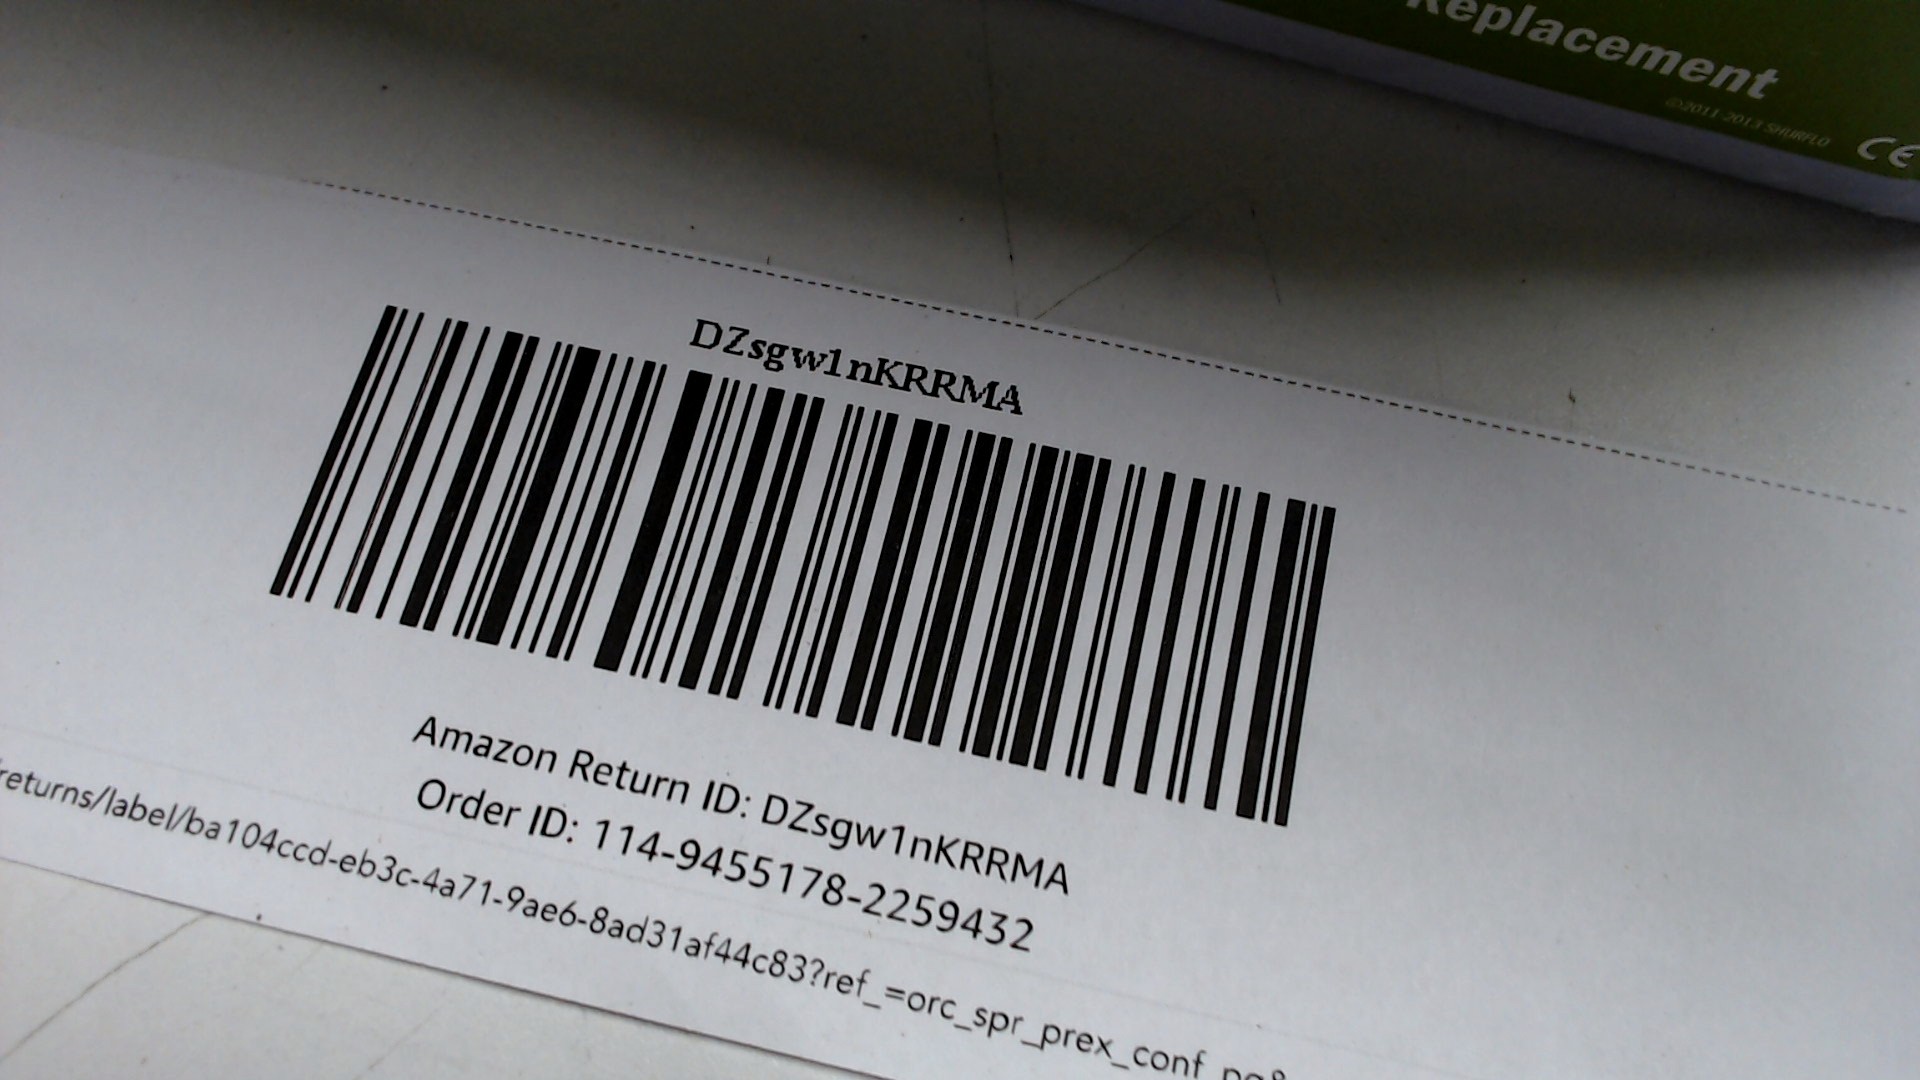 Replacement
©2011-2013 SHURFLO
CE
DZsgw1nKRRMA
Amazon Return ID: DZsgw1nKRRMA
Order ID: 114-9455178-2259432
returns/label/ba104ccd-eb3c-4a71-9ae6-8ad31af44c83?ref_=orc_spr_prex_conf